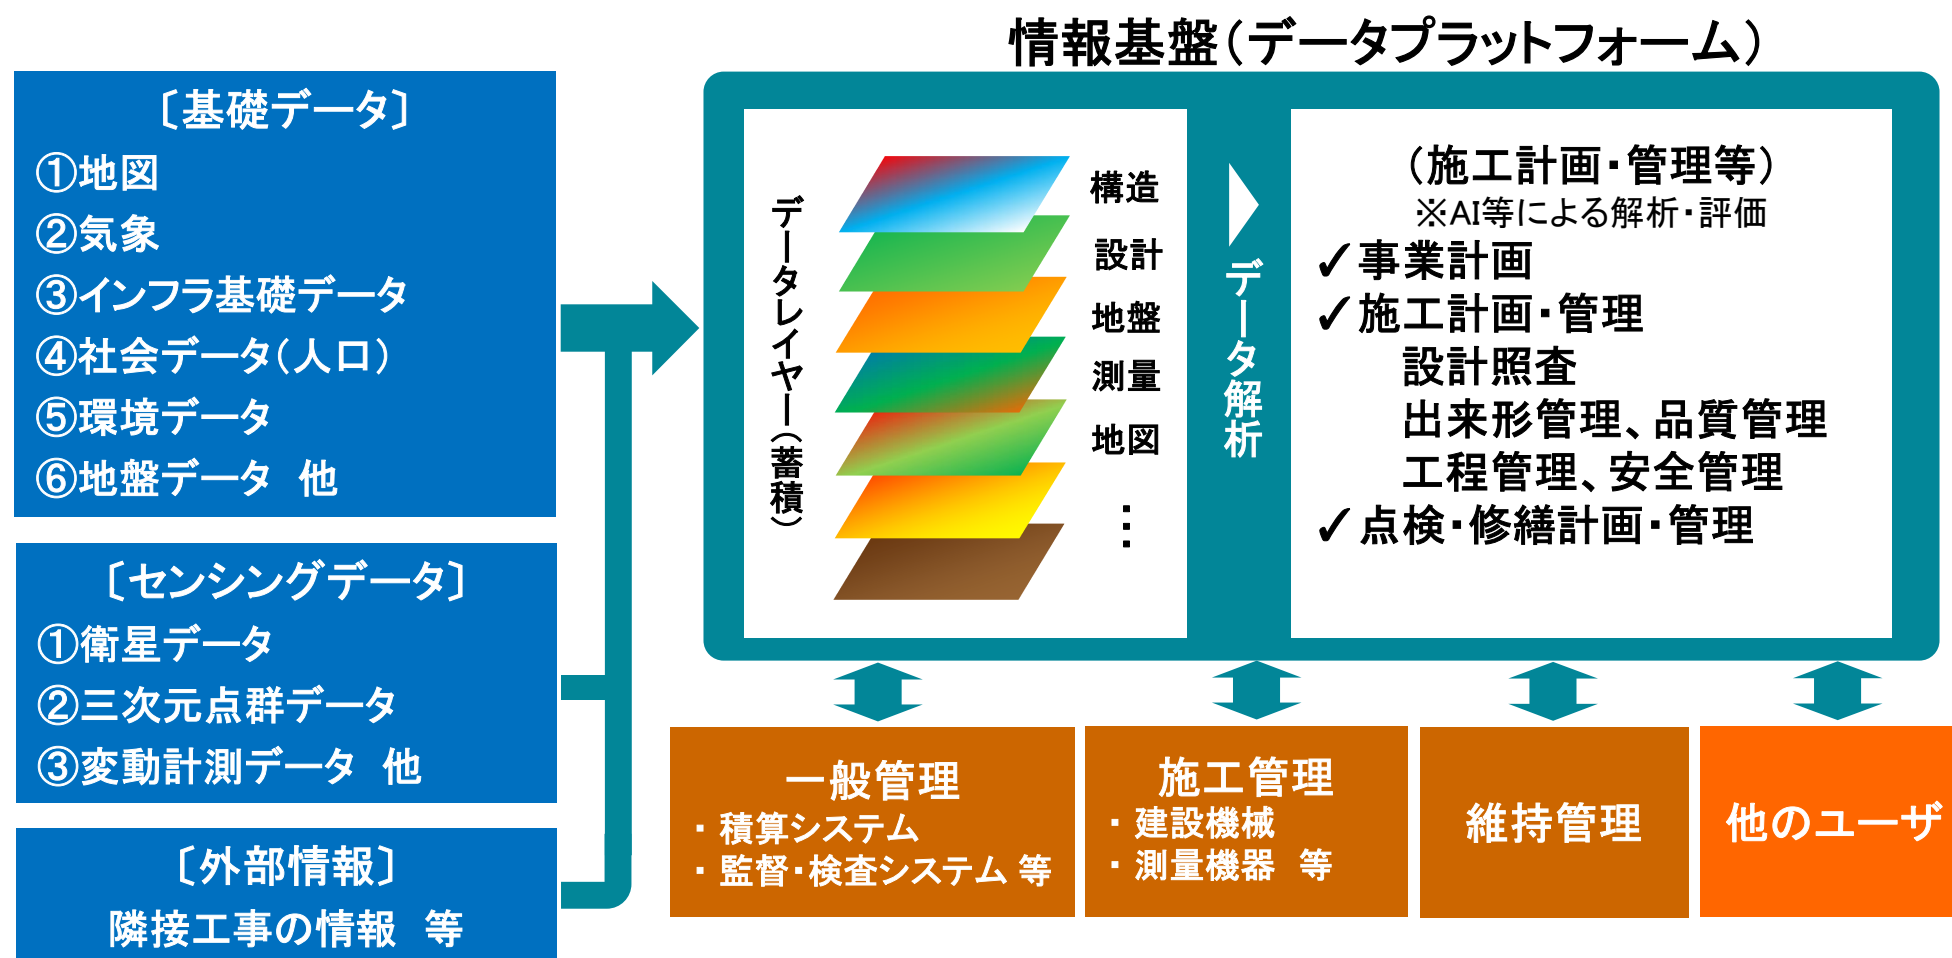 情報基盤（データプラットフォーム）
〔基礎データ〕
①地図
②気象
③インフラ基礎データ
④社会データ（人口）
⑤環境データ
⑥地盤データ　他
〔センシングデータ〕
①衛星データ
②三次元点群データ
③変動計測データ　他
〔外部情報〕
隣接工事の情報　等
データレイヤー（蓄積）
構造
設計
地盤
測量
地図
⋮
データ解析
（施工計画・管理等）
※AI等による解析・評価
✓事業計画
✓施工計画・管理
設計照査
出来形管理、品質管理
工程管理、安全管理
✓点検・修繕計画・管理
一般管理
・積算システム
・監督・検査システム 等
施工管理
・建設機械
・測量機器　等
維持管理
他のユーザ